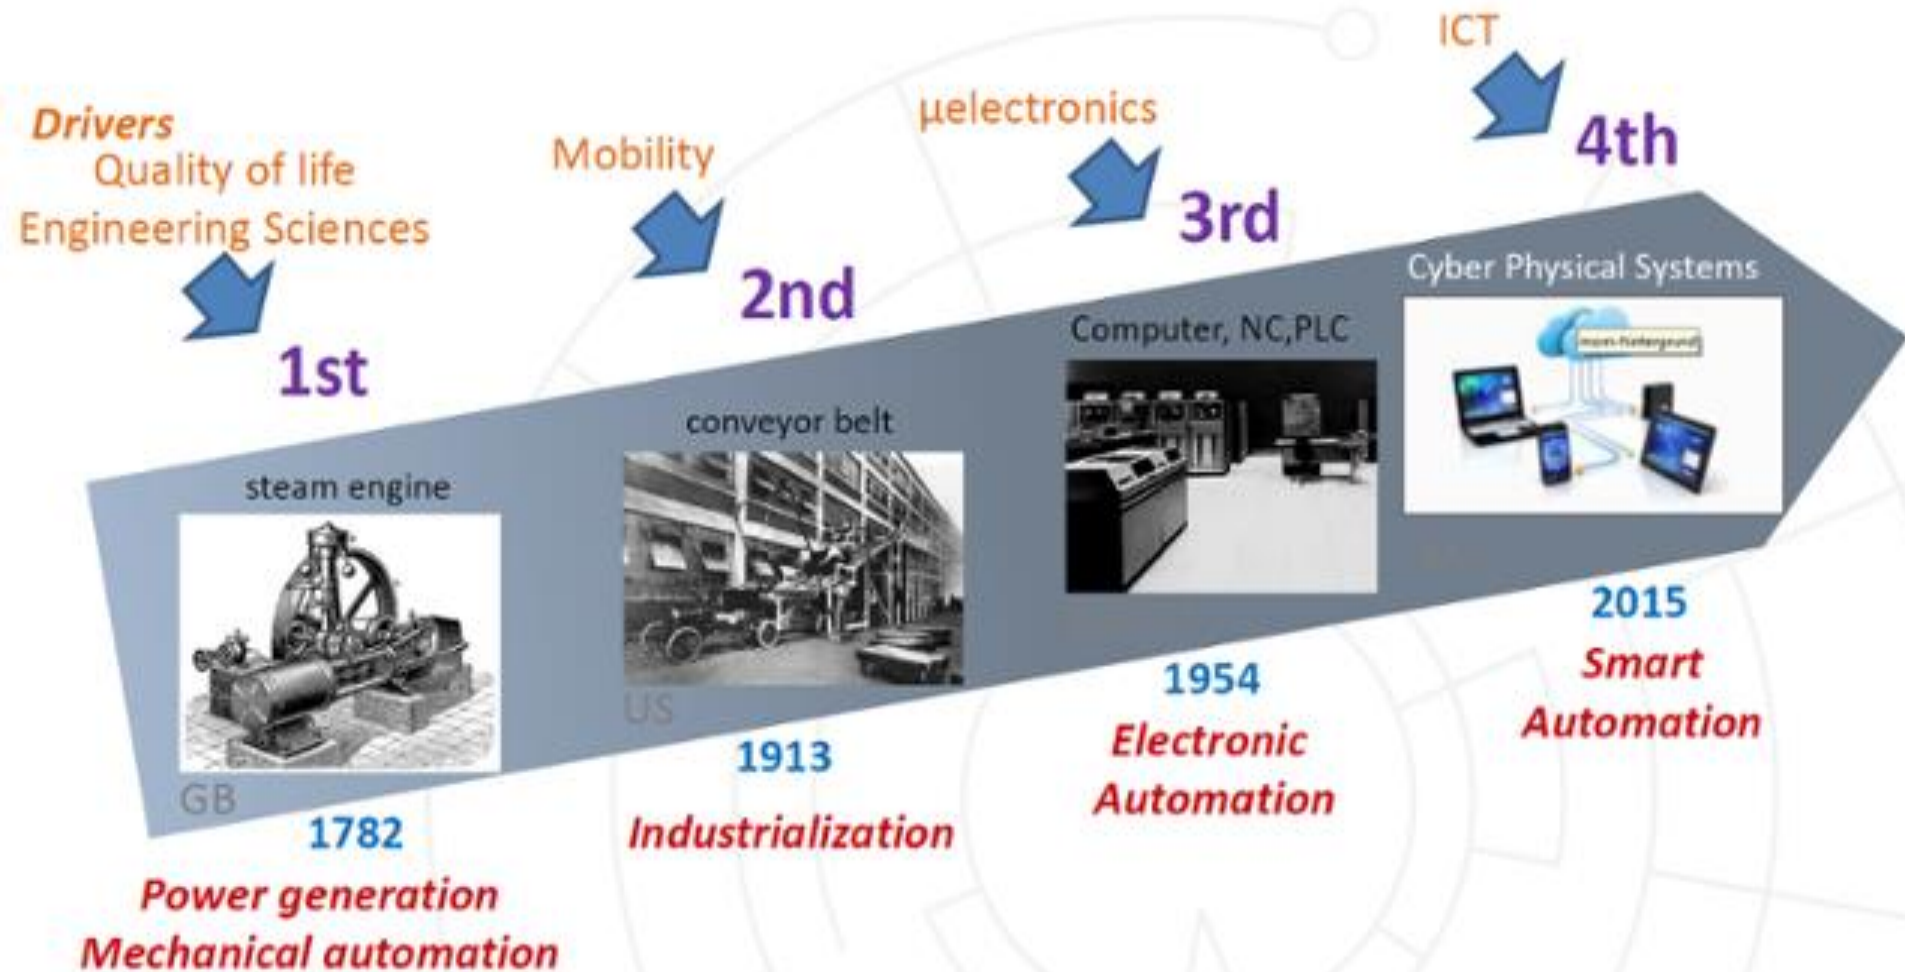 Drivers
Quality of life
Engineering Sciences
1st
steam engine
GB
1782
Power generation
Mechanical automation
Mobility
2nd
conveyor belt
US
1913
Industrialization
µelectronics
3rd
Computer, NC,PLC
1954
Electronic
Automation
ICT
4th
Cyber Physical Systems
2015
Smart
Automation